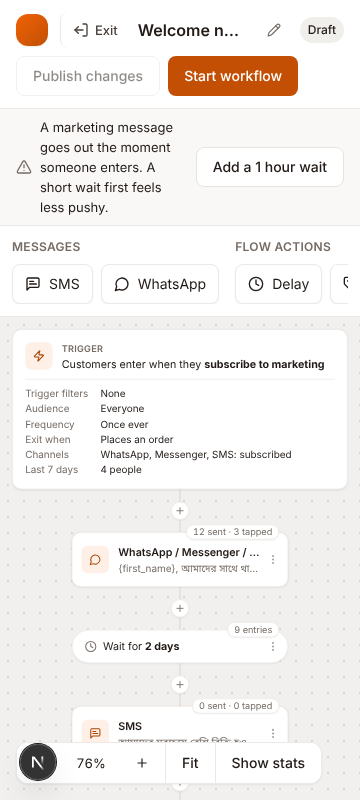 Exit
Welcome n...
Draft
Publish changes
Start workflow
A marketing message
goes out the moment
someone enters. A
short wait first feels
less pushy.
Add a 1 hour wait
MESSAGES
FLOW ACTIONS
SMS
WhatsApp
Delay
TRIGGER
Customers enter when they subscribe to marketing
Trigger filters None
Audience Everyone
Frequency Once ever
Exit when Places an order
Channels WhatsApp, Messenger, SMS: subscribed
Last 7 days 4 people
12 sent · 3 tapped
WhatsApp / Messenger / ...
{first_name}, আমাদের সাথে থা...
9 entries
Wait for 2 days
0 sent · 0 tapped
SMS
N
76%
Fit
Show stats